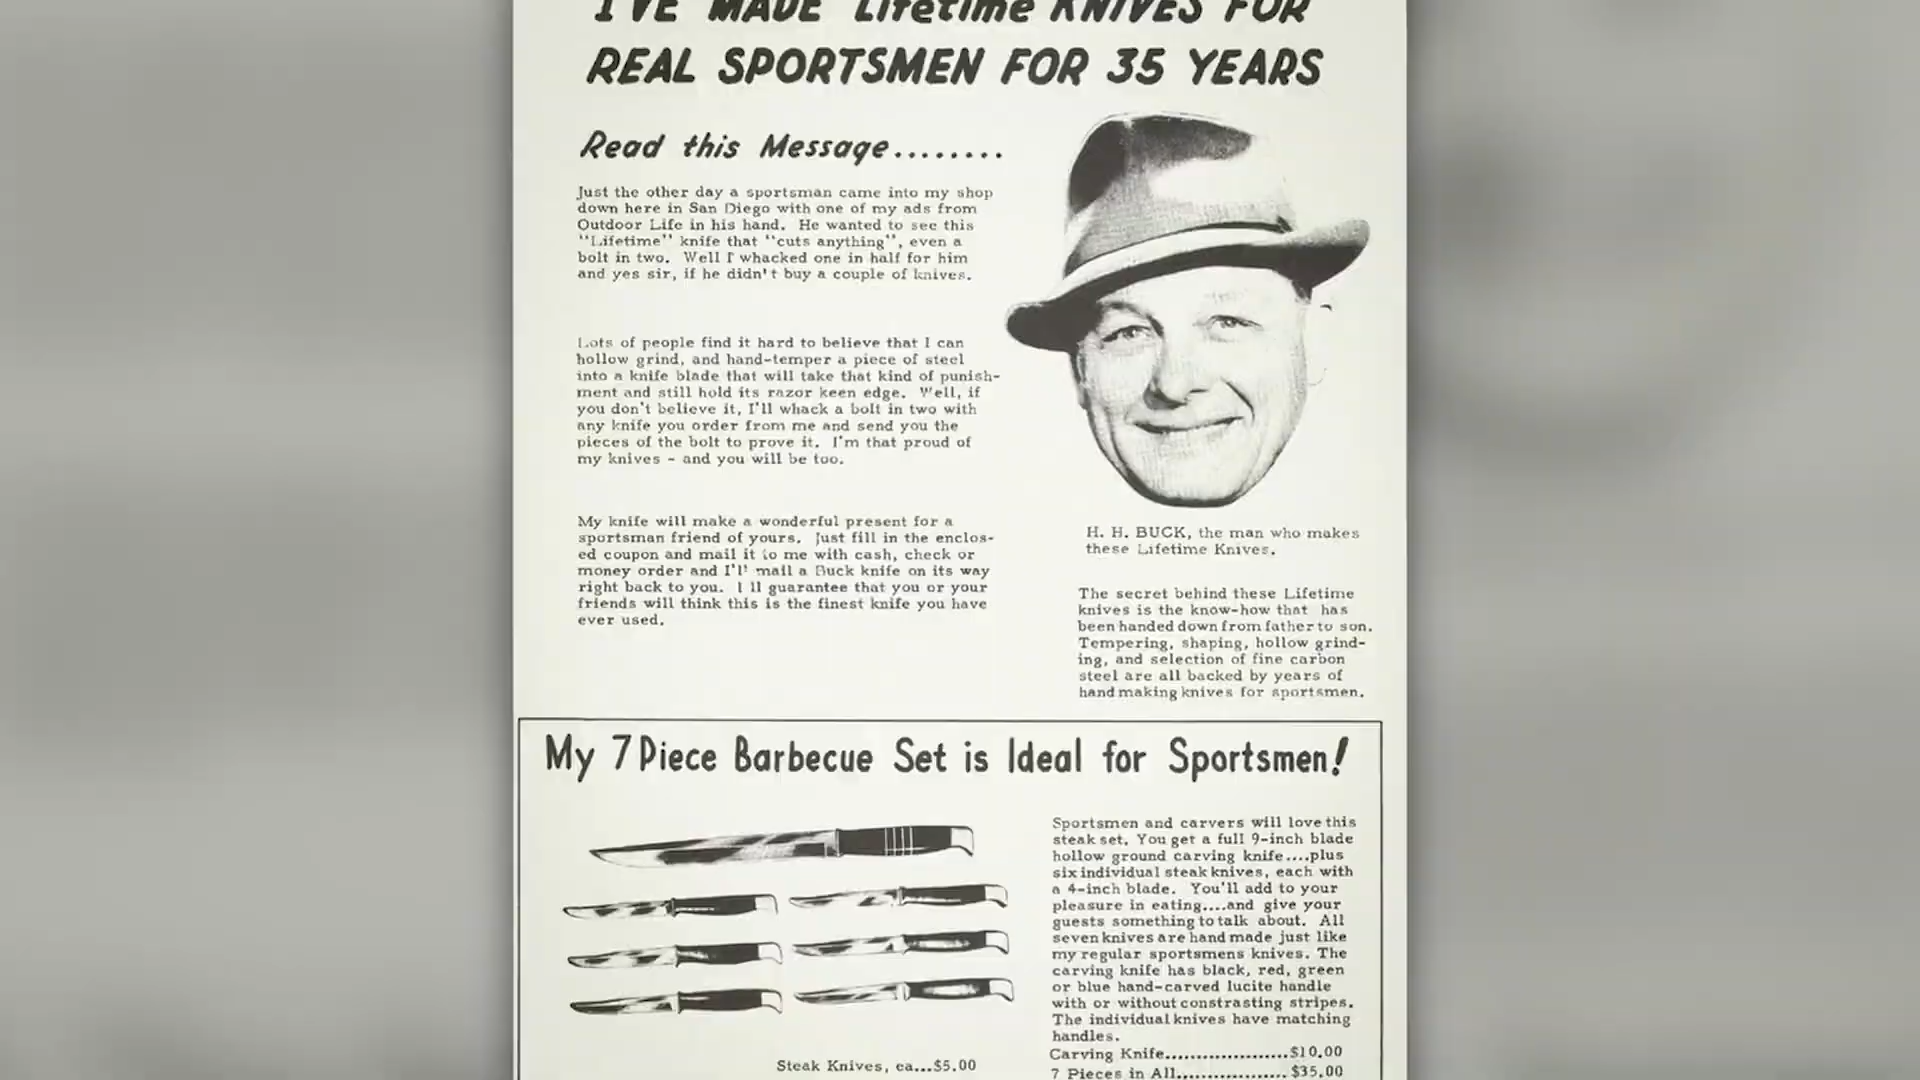 I'VE MADE Lifetime KNIVES FOR
REAL SPORTSMEN FOR 35 YEARS
Read this Message........
Just the other day a sportsman came into my shop
down here in San Diego with one of my ads from
Outdoor Life in his hand. He wanted to see this
"Lifetime" knife that "cuts anything", even a
bolt in two. Well I whacked one in half for him
and yes sir, if he didn't buy a couple of knives.
Lots of people find it hard to believe that I can
hollow grind, and hand-temper a piece of steel
into a knife blade that will take that kind of punish-
ment and still hold its razor keen edge. Well, if
you don't believe it, I'll whack a bolt in two with
any knife you order from me and send you the
pieces of the bolt to prove it. I'm that proud of
my knives - and you will be too.
My knife will make a wonderful present for a
sportsman friend of yours. Just fill in the enclos-
ed coupon and mail it to me with cash, check or
money order and I'll mail a Buck knife on its way
right back to you. I'll guarantee that you or your
friends will think this is the finest knife you have
ever used.
H. H. BUCK, the man who makes
these Lifetime Knives.
The secret behind these Lifetime
knives is the know-how that has
been handed down from father to son.
Tempering, shaping, hollow grind-
ing, and selection of fine carbon
steel are all backed by years of
hand making knives for sportsmen.
My 7 Piece Barbecue Set is Ideal for Sportsmen!
Sportsmen and carvers will love this
steak set. You get a full 9-inch blade
hollow ground carving knife....plus
six individual steak knives, each with
a 4-inch blade. You'll add to your
pleasure in eating....and give your
guests something to talk about. All
seven knives are hand made just like
my regular sportsmens knives. The
carving knife has black, red, green
or blue hand-carved lucite handle
with or without constrasting stripes.
The individual knives have matching
handles.
Carving Knife....................$10.00
7 Pieces in All..................$35.00
Steak Knives, ea...$5.00